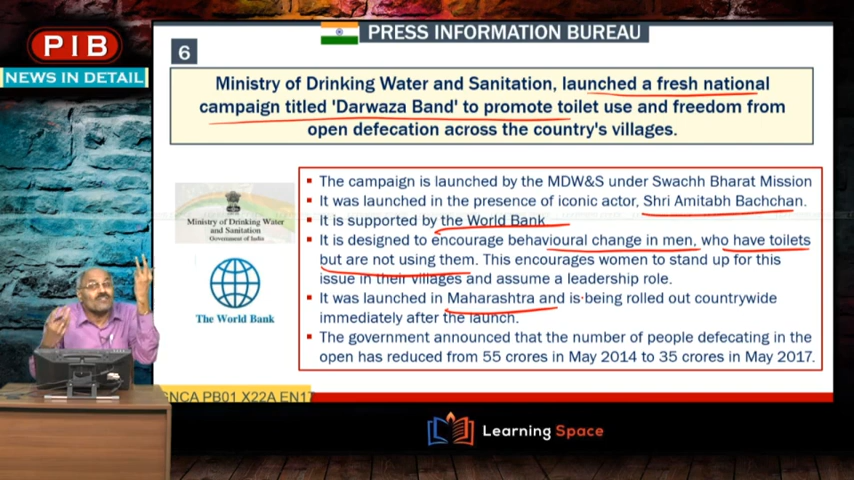 PIB
NEWS IN DETAIL
PRESS INFORMATION BUREAU
6
Ministry of Drinking Water and Sanitation, launched a fresh national
campaign titled 'Darwaza Band' to promote toilet use and freedom from
open defecation across the country's villages.
Ministry of Drinking Water
and Sanitation
Government of India
The World Bank
▪ The campaign is launched by the MDW&S under Swachh Bharat Mission
▪ It was launched in the presence of iconic actor, Shri Amitabh Bachchan.
▪ It is supported by the World Bank
▪ It is designed to encourage behavioural change in men, who have toilets
but are not using them. This encourages women to stand up for this
issue in their villages and assume a leadership role.
▪ It was launched in Maharashtra and is being rolled out countrywide
immediately after the launch.
▪ The government announced that the number of people defecating in the
open has reduced from 55 crores in May 2014 to 35 crores in May 2017.
PB01 X22A
Learning Space